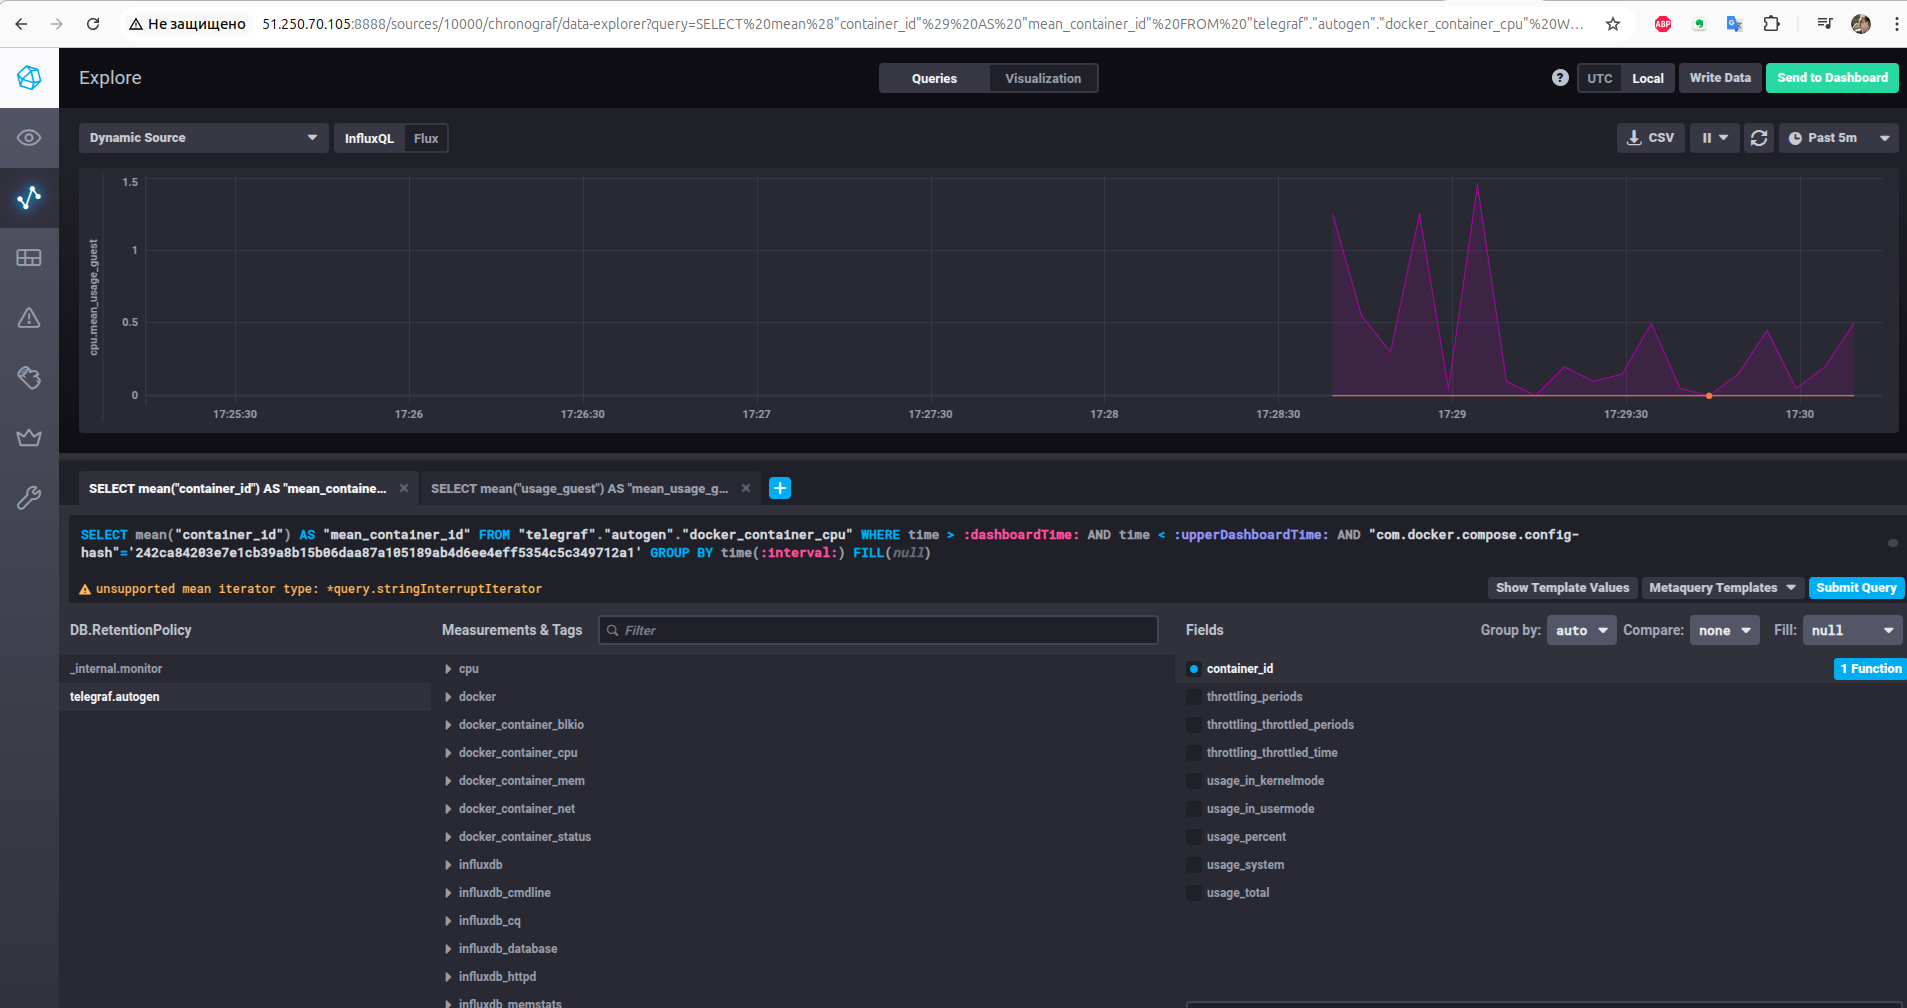 Не защищено
51.250.70.105:8888/sources/10000/chronograf/data-explorer?query=SELECT%20mean%28"container_id"%29%20AS%20"mean_container_id"%20FROM%20"telegraf"."autogen"."docker_container_cpu"%20W...
ABP
Explore
Queries
Visualization
?
UTC
Local
Write Data
Send to Dashboard
Dynamic Source
InfluxQL
Flux
CSV
Past 5m
cpu.mean_usage_guest
1.5
1
0.5
0
17:25:30
17:26
17:26:30
17:27
17:27:30
17:28
17:28:30
17:29
17:29:30
17:30
SELECT mean("container_id") AS "mean_containe...
SELECT mean("usage_guest") AS "mean_usage_g...
SELECT mean("container_id") AS "mean_container_id" FROM "telegraf"."autogen"."docker_container_cpu" WHERE time > :dashboardTime: AND time < :upperDashboardTime: AND "com.docker.compose.config-
hash"='242ca84203e7e1cb39a8b15b06daa87a105189ab4d6ee4eff5354c5c349712a1' GROUP BY time(:interval:) FILL(null)
unsupported mean iterator type: *query.stringInterruptIterator
Show Template Values
Metaquery Templates
Submit Query
DB.RetentionPolicy
Measurements & Tags
Filter
Fields
Group by:
auto
Compare:
none
Fill:
null
_internal.monitor
telegraf.autogen
cpu
docker
docker_container_blkio
docker_container_cpu
docker_container_mem
docker_container_net
docker_container_status
influxdb
influxdb_cmdline
influxdb_cq
influxdb_database
influxdb_httpd
influxdb_memstats
container_id
1 Function
throttling_periods
throttling_throttled_periods
throttling_throttled_time
usage_in_kernelmode
usage_in_usermode
usage_percent
usage_system
usage_total